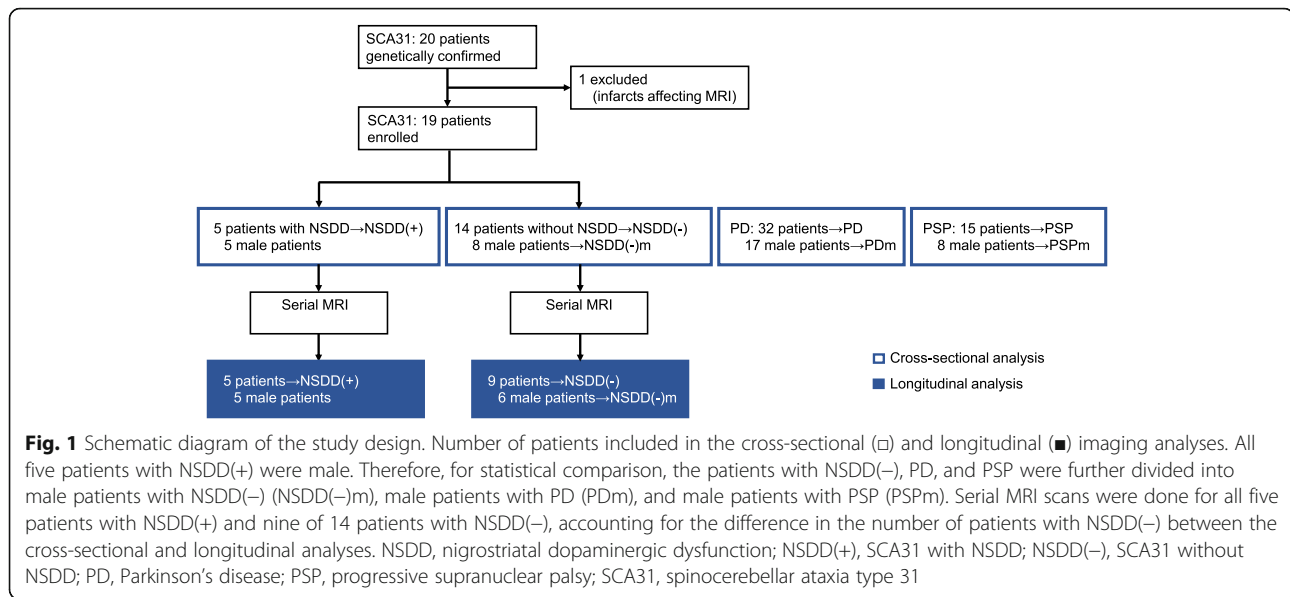 SCA31: 20 patients
genetically confirmed
1 excluded
(infarcts affecting MRI)
SCA31: 19 patients
enrolled
5 patients with NSDD→NSDD(+)
5 male patients
14 patients without NSDD→NSDD(-)
8 male patients→NSDD(-)m
PD: 32 patients→PD
17 male patients→PDm
PSP: 15 patients→PSP
8 male patients→PSPm
Serial MRI
Serial MRI
5 patients→NSDD(+)
5 male patients
9 patients→NSDD(-)
6 male patients→NSDD(-)m
Cross-sectional analysis
Longitudinal analysis
Fig. 1 Schematic diagram of the study design. Number of patients included in the cross-sectional (□) and longitudinal (■) imaging analyses. All
five patients with NSDD(+) were male. Therefore, for statistical comparison, the patients with NSDD(−), PD, and PSP were further divided into
male patients with NSDD(−) (NSDD(−)m), male patients with PD (PDm), and male patients with PSP (PSPm). Serial MRI scans were done for all five
patients with NSDD(+) and nine of 14 patients with NSDD(−), accounting for the difference in the number of patients with NSDD(−) between the
cross-sectional and longitudinal analyses. NSDD, nigrostriatal dopaminergic dysfunction; NSDD(+), SCA31 with NSDD; NSDD(−), SCA31 without
NSDD; PD, Parkinson's disease; PSP, progressive supranuclear palsy; SCA31, spinocerebellar ataxia type 31